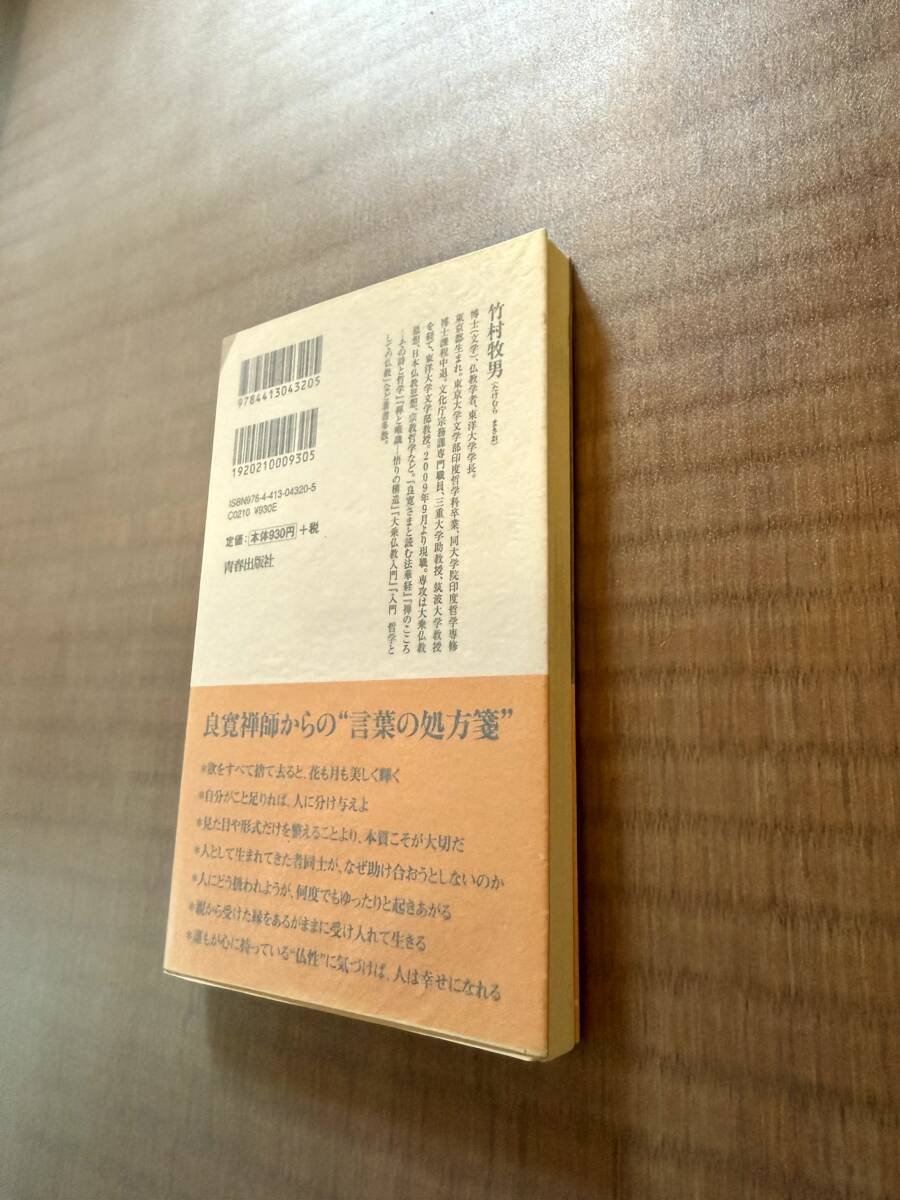 竹村牧男〈たけむら まきお〉
博士(文学)、仏教学者、東洋大学学長。
東京都生まれ。東京大学文学部印度哲学科卒業、同大学院印度哲学専修
博士課程中退。文化庁宗務課専門職員、三重大学助教授、筑波大学教授
を経て、東洋大学文学部教授。2009年9月より現職。専攻は大乗仏教
思想、日本仏教思想、宗教哲学など。『良寛さまと読む法華経』『禅のこころ
―その詩と哲学』『禅と唯識―悟りの構造』『大乗仏教入門』『入門 哲学と
しての仏教』など著書多数。
9784413043205
1920210009305
ISBN978-4-413-04320-5
C0210 ¥930E
定価:本体930円+税
青春出版社
良寛禅師からの“言葉の処方箋”
*欲をすべて捨て去ると、花も月も美しく輝く
*自分がこと足りれば、人に分け与えよ
*見た目や形式だけを憐えることより、本質こそが大切だ
*人として生まれてきた者同士が、なぜ助け合おうとしないのか
*人にどう扱われようが、何度でもゆったりと起きあがる
*親から受けた縁をあるがままに受け入れて生きる
*誰もが心に持っている“仏性”に気づけば、人は幸せになれる